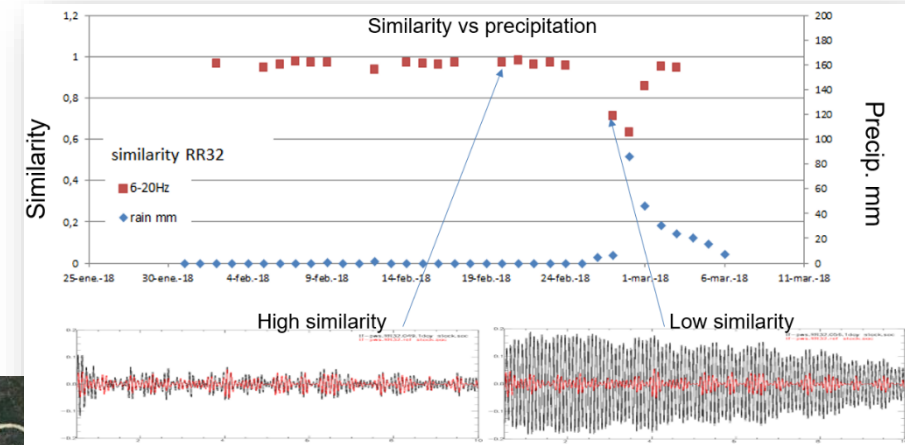 Similarity vs precipitation
Similarity
Precip. mm
1,2
1
0,8
0,6
0,4
0,2
0
200
180
160
140
120
100
80
60
40
20
0
similarity RR32
6-20Hz
rain mm
25-ene.-18 30-ene.-18 4-feb.-18 9-feb.-18 14-feb.-18 19-feb.-18 24-feb.-18 1-mar.-18 6-mar.-18 11-mar.-18
High similarity
Low similarity